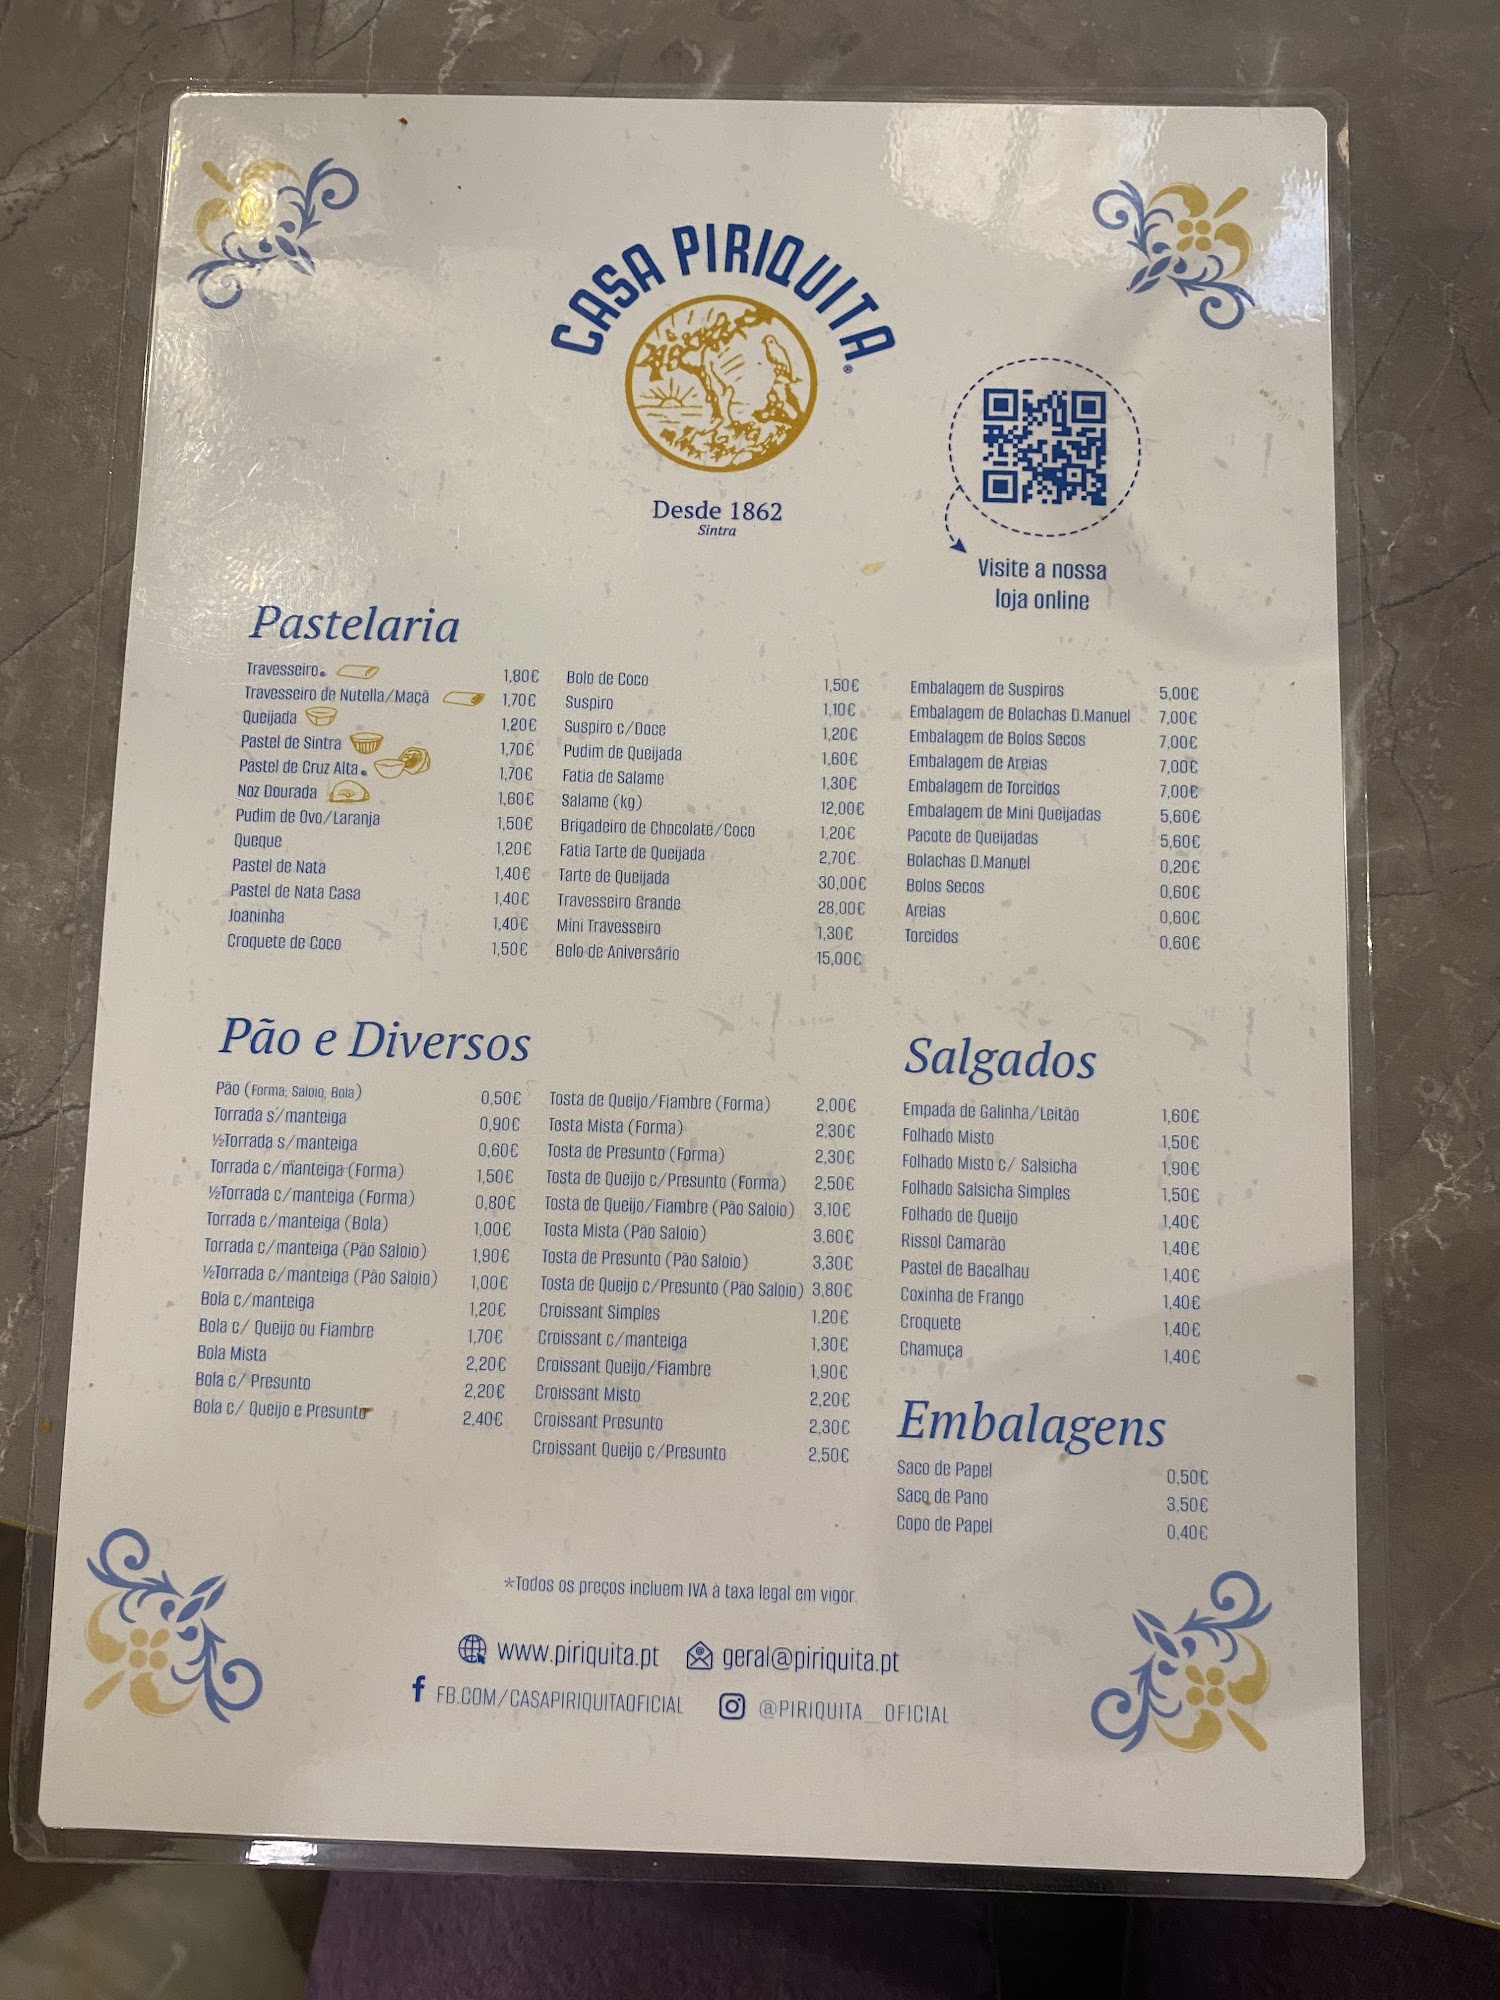 CASA PIRIQUITA®
Desde 1862
Sintra
Visite a nossa
loja online
Pastelaria
Travesseiro® 1,80€
Travesseiro de Nutella/Maçã 1,70€
Queijada 1,20€
Pastel de Sintra 1,70€
Pastel de Cruz Alta® 1,70€
Noz Dourada 1,60€
Pudim de Ovo/Laranja 1,50€
Queque 1,20€
Pastel de Nata 1,40€
Pastel de Nata Casa 1,40€
Joaninha 1,40€
Croquete de Coco 1,50€
Bolo de Coco 1,50€
Suspiro 1,10€
Suspiro c/Doce 1,20€
Pudim de Queijada 1,60€
Fatia de Salame 1,30€
Salame (kg) 12,00€
Brigadeiro de Chocolate/Coco 1,20€
Fatia Tarte de Queijada 2,70€
Tarte de Queijada 30,00€
Travesseiro Grande 28,00€
Mini Travesseiro 1,30€
Bolo de Aniversário 15,00€
Embalagem de Suspiros 5,00€
Embalagem de Bolachas D.Manuel 7,00€
Embalagem de Bolos Secos 7,00€
Embalagem de Areias 7,00€
Embalagem de Torcidos 7,00€
Embalagem de Mini Queijadas 5,60€
Pacote de Queijadas 5,60€
Bolachas D.Manuel 0,20€
Bolos Secos 0,60€
Areias 0,60€
Torcidos 0,60€
Pão e Diversos
Pão (Forma; Saloio; Bola) 0,50€
Torrada s/manteiga 0,90€
½Torrada s/manteiga 0,60€
Torrada c/manteiga (Forma) 1,50€
½Torrada c/manteiga (Forma) 0,80€
Torrada c/manteiga (Bola) 1,00€
Torrada c/manteiga (Pão Saloio) 1,90€
½Torrada c/manteiga (Pão Saloio) 1,00€
Bola c/manteiga 1,20€
Bola c/ Queijo ou Fiambre 1,70€
Bola Mista 2,20€
Bola c/ Presunto 2,20€
Bola c/ Queijo e Presunto 2,40€
Tosta de Queijo/Fiambre (Forma) 2,00€
Tosta Mista (Forma) 2,30€
Tosta de Presunto (Forma) 2,30€
Tosta de Queijo c/Presunto (Forma) 2,50€
Tosta de Queijo/Fiambre (Pão Saloio) 3,10€
Tosta Mista (Pão Saloio) 3,60€
Tosta de Presunto (Pão Saloio) 3,30€
Tosta de Queijo c/Presunto (Pão Saloio) 3,80€
Croissant Simples 1,20€
Croissant c/manteiga 1,30€
Croissant Queijo/Fiambre 1,90€
Croissant Misto 2,20€
Croissant Presunto 2,30€
Croissant Queijo c/Presunto 2,50€
Salgados
Empada de Galinha/Leitão 1,60€
Folhado Misto 1,50€
Folhado Misto c/ Salsicha 1,90€
Folhado Salsicha Simples 1,50€
Folhado de Queijo 1,40€
Rissol Camarão 1,40€
Pastel de Bacalhau 1,40€
Coxinha de Frango 1,40€
Croquete 1,40€
Chamuça 1,40€
Embalagens
Saco de Papel 0,50€
Saco de Pano 3,50€
Copo de Papel 0,40€
*Todos os preços incluem IVA à taxa legal em vigor.
www.piriquita.pt geral@piriquita.pt
FB.COM/CASAPIRIQUITAOFICIAL @PIRIQUITA_OFICIAL